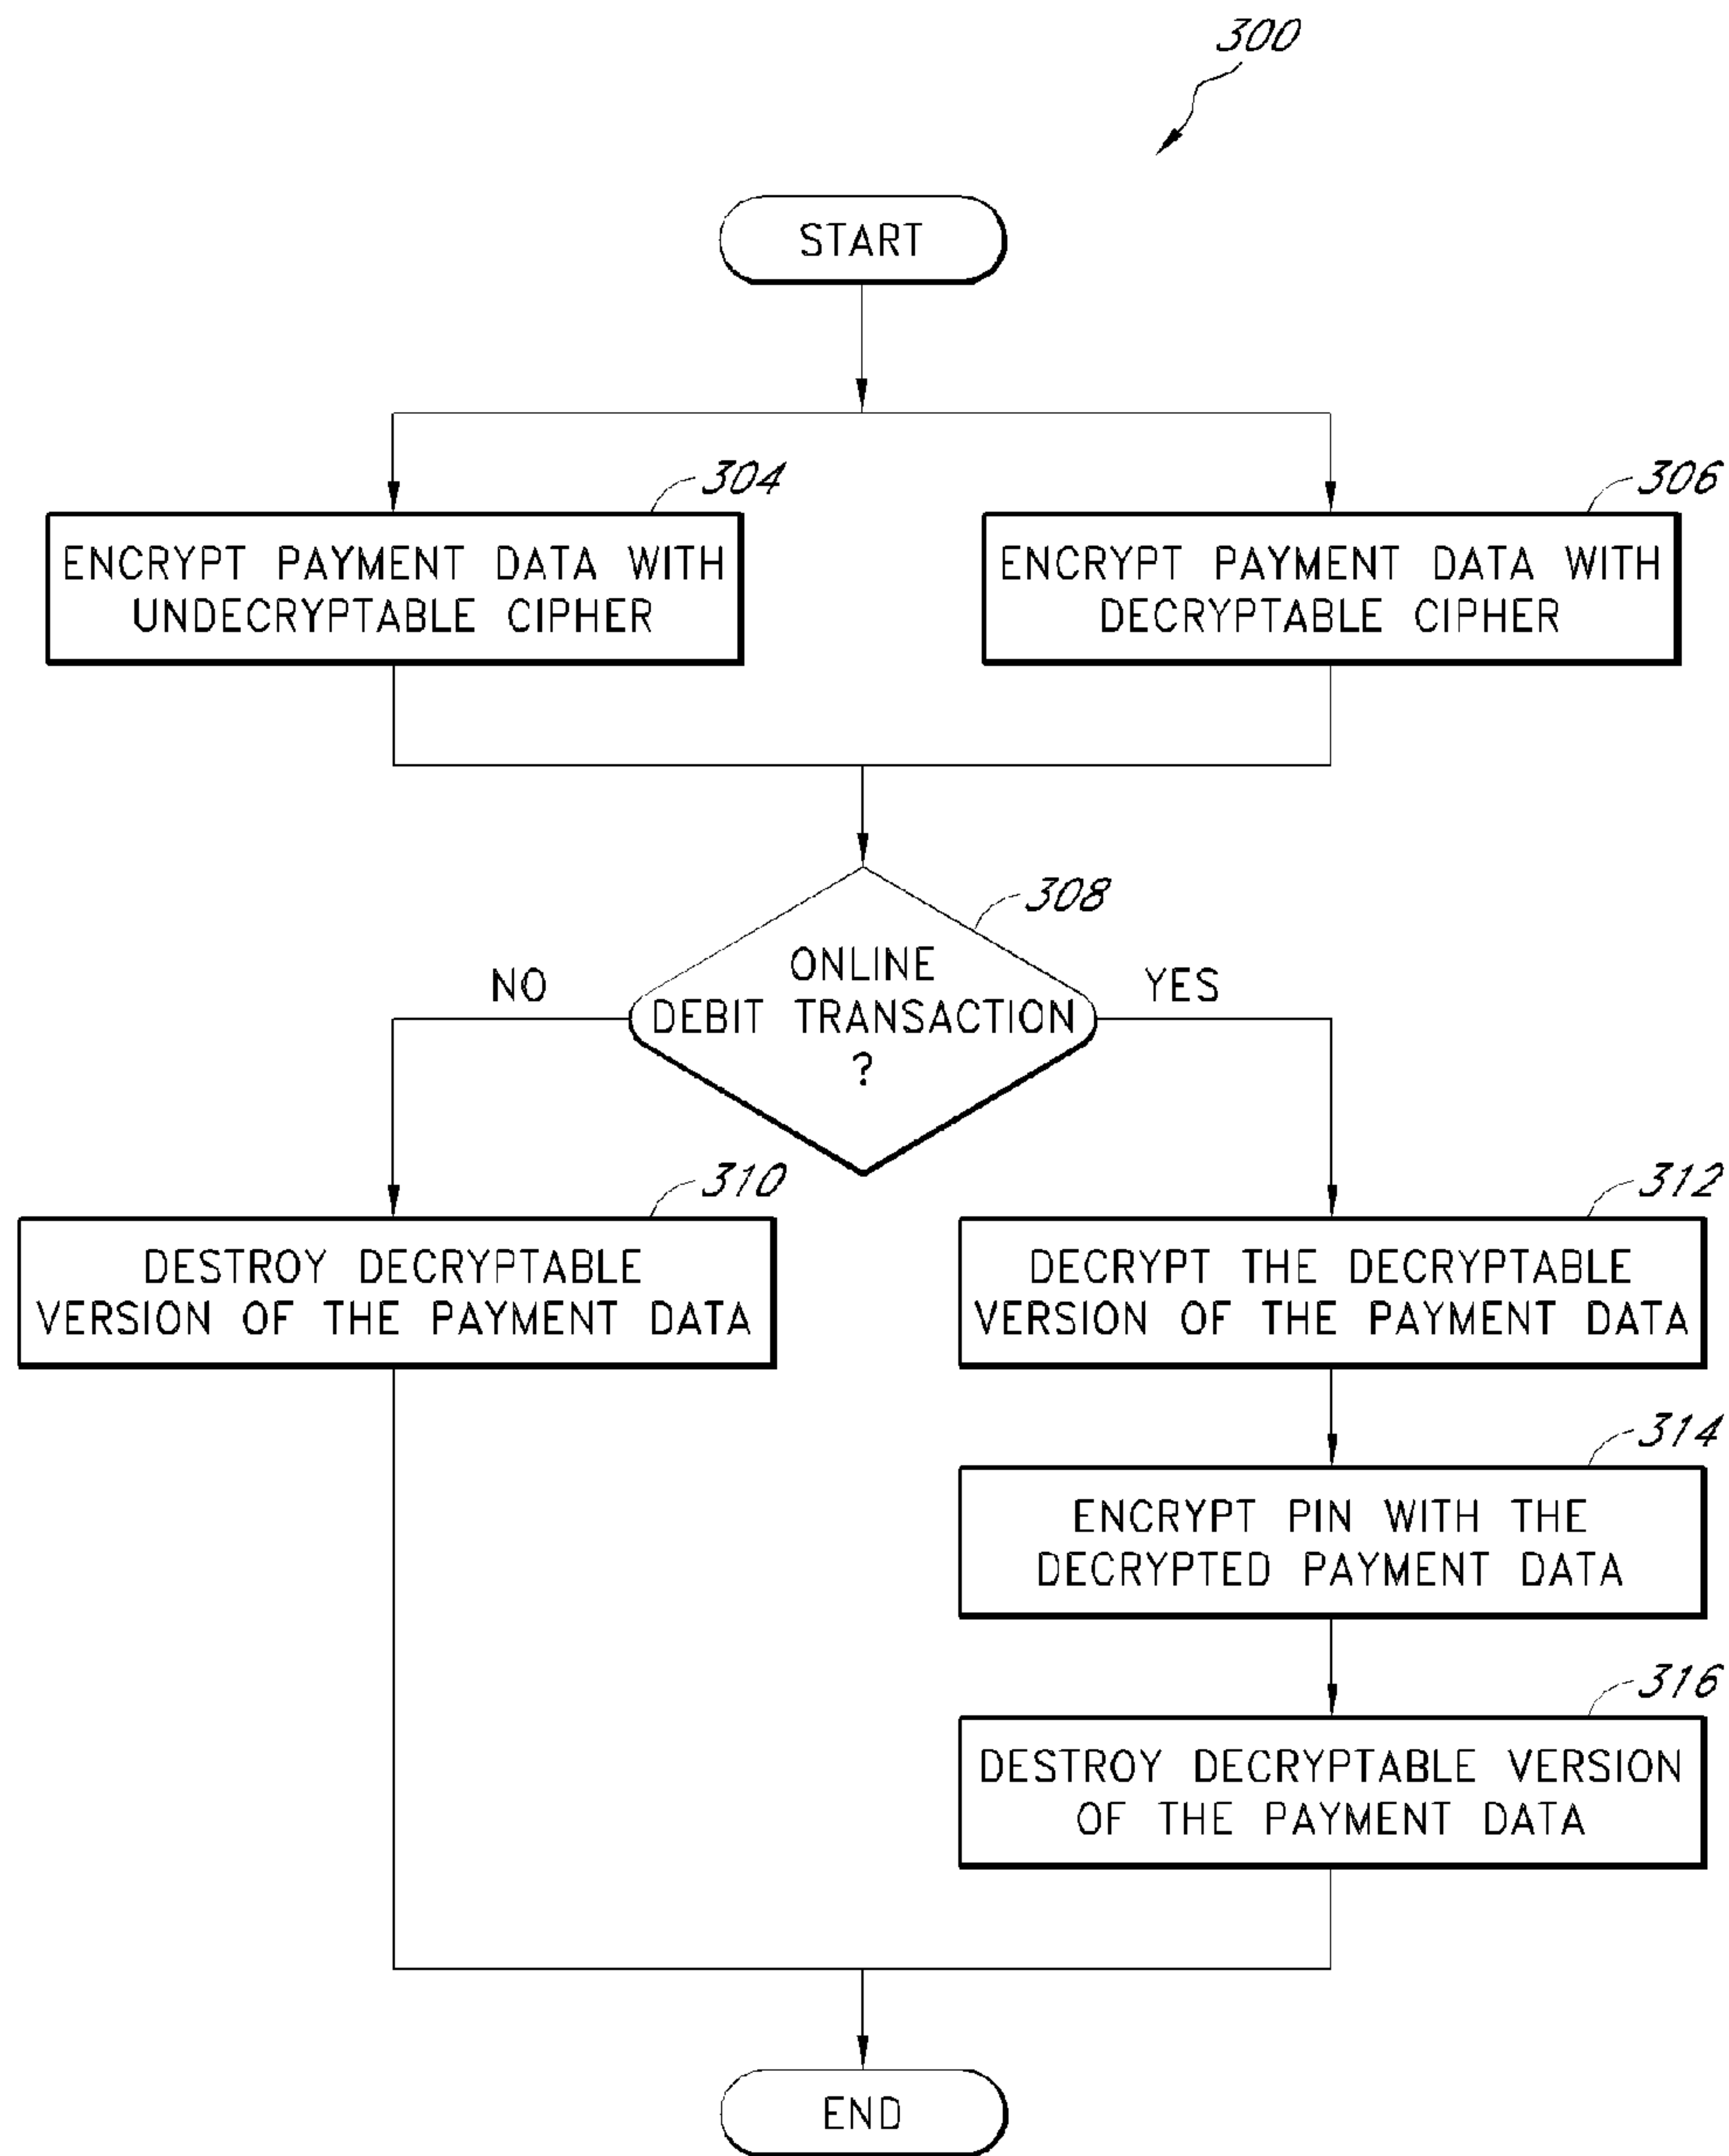 300
START
304
306
ENCRYPT PAYMENT DATA WITH
UNDECRYPTABLE CIPHER
ENCRYPT PAYMENT DATA WITH
DECRYPTABLE CIPHER
308
ONLINE
DEBIT TRANSACTION
?
NO
YES
310
312
DESTROY DECRYPTABLE
VERSION OF THE PAYMENT DATA
DECRYPT THE DECRYPTABLE
VERSION OF THE PAYMENT DATA
314
ENCRYPT PIN WITH THE
DECRYPTED PAYMENT DATA
316
DESTROY DECRYPTABLE VERSION
OF THE PAYMENT DATA
END